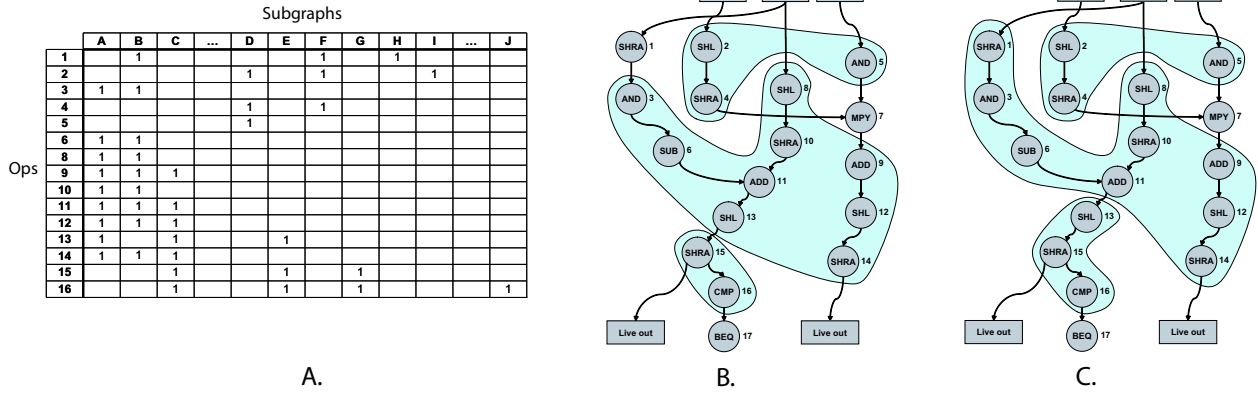 Subgraphs
A B C ... D E F G H I ... J
1 1 1 1
2 1 1 1
3 1 1
4 1 1
5 1
6 1 1
8 1 1
Ops
9 1 1 1
10 1 1
11 1 1 1
12 1 1 1
13 1 1 1
14 1 1 1
15 1 1 1
16 1 1 1 1
A.
SHRA 1
SHL 2
AND 5
AND 3
SHRA 4
SHL 8
MPY 7
SUB 6
SHRA 10
ADD 9
ADD 11
SHL 13
SHL 12
SHRA 15
SHRA 14
CMP 16
Live out
BEQ 17
Live out
B.
SHRA 1
SHL 2
AND 5
AND 3
SHRA 4
SHL 8
MPY 7
SUB 6
SHRA 10
ADD 9
ADD 11
SHL 13
SHL 12
SHRA 15
SHRA 14
CMP 16
Live out
BEQ 17
Live out
C.